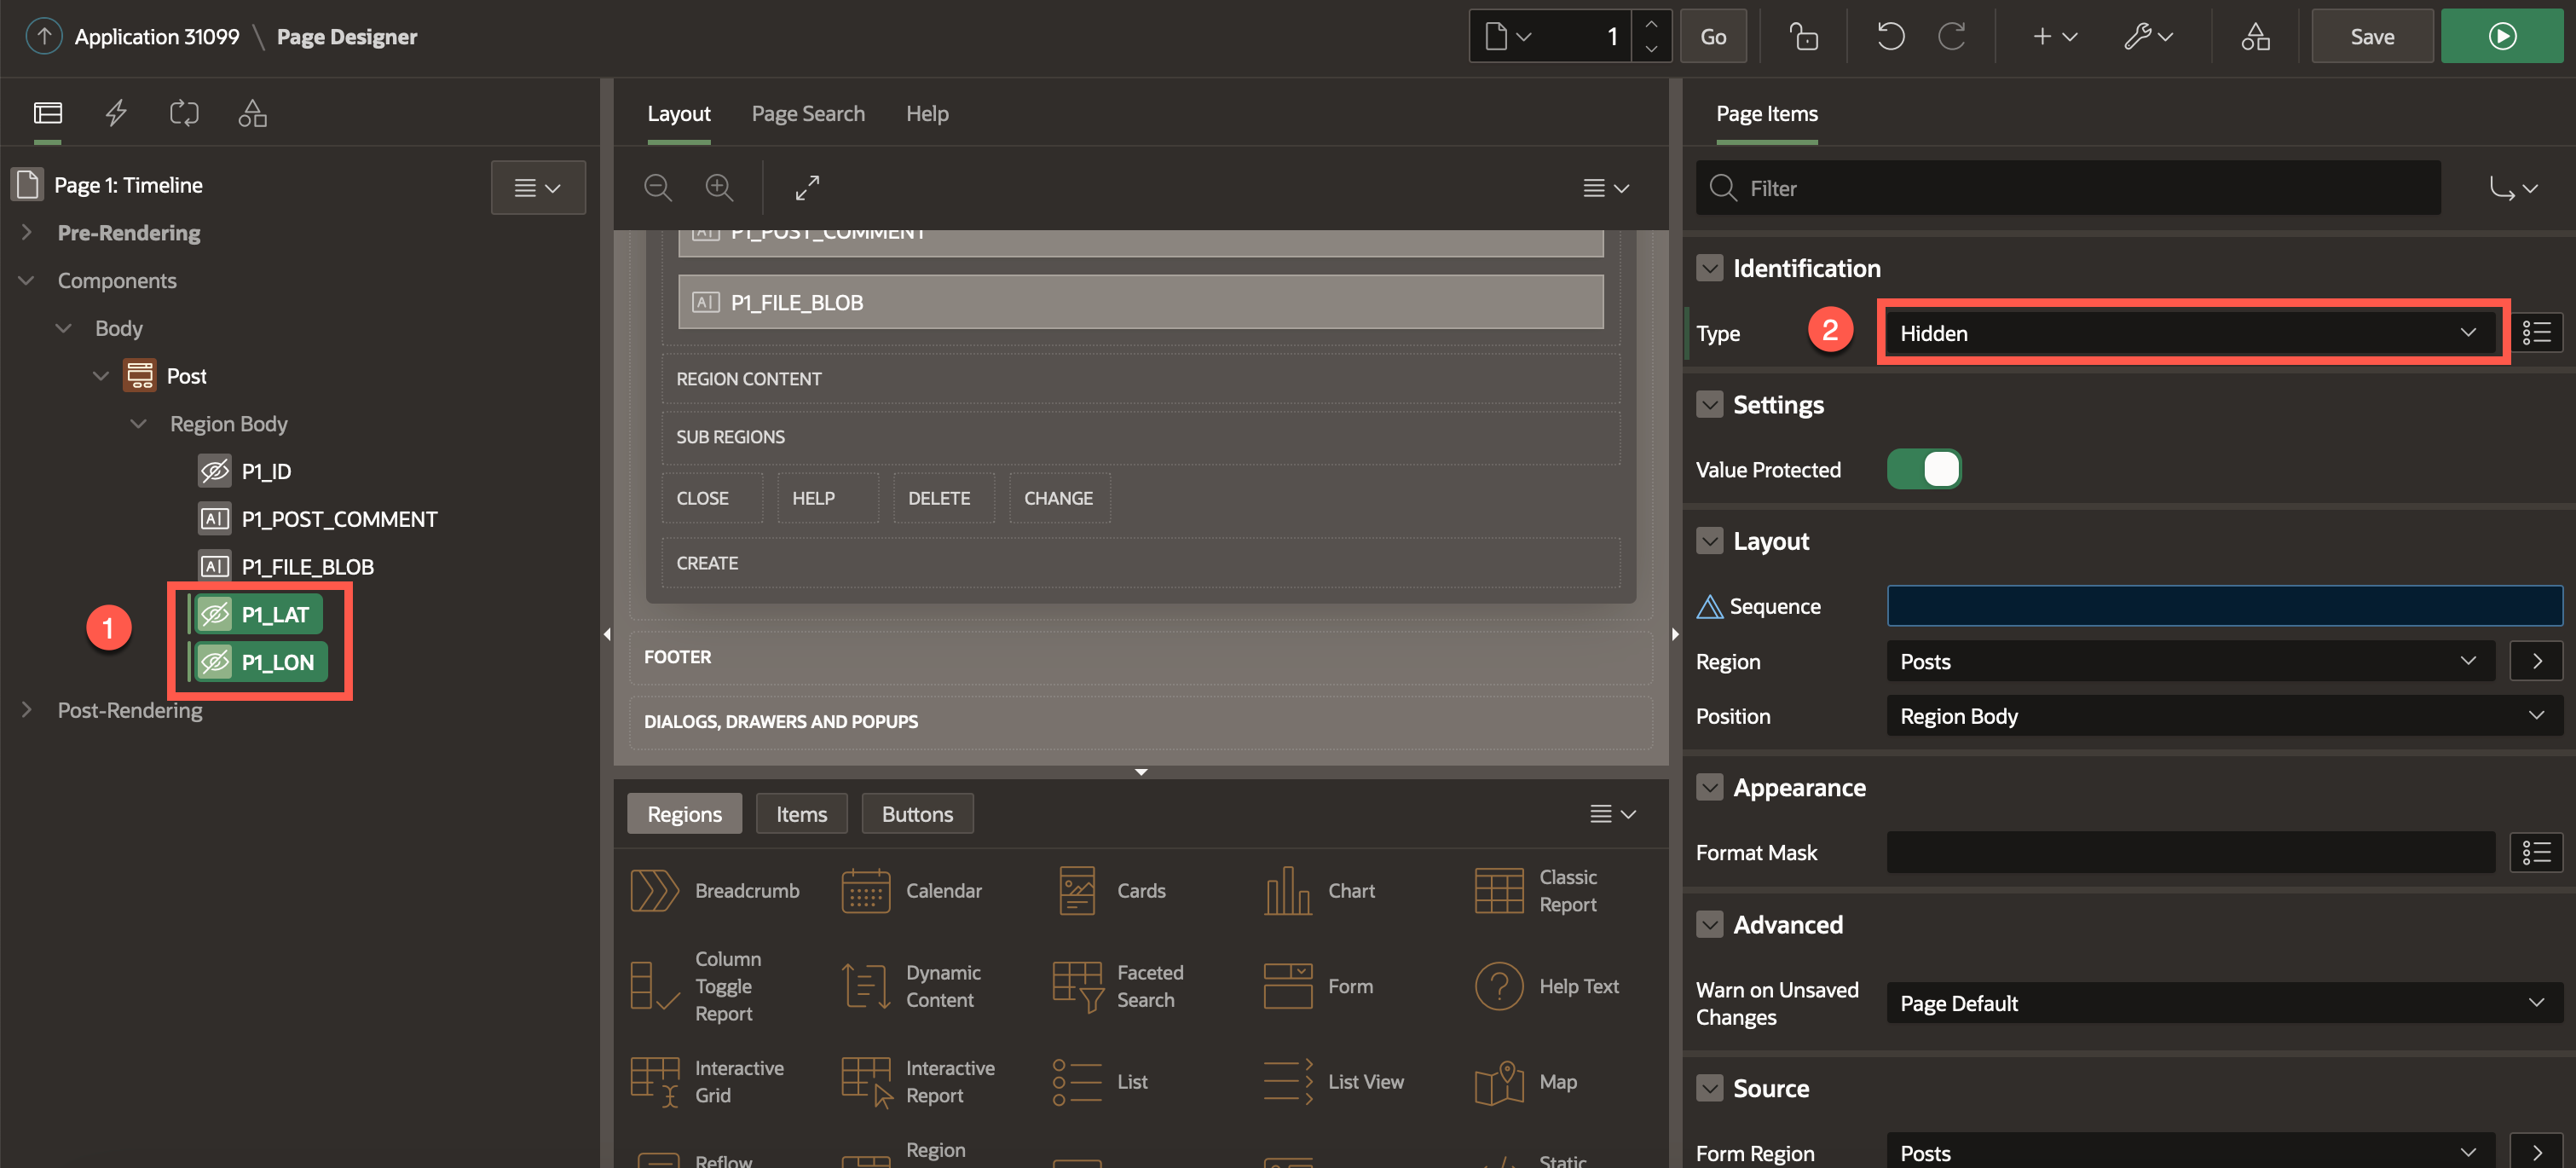 Application 31099 \ Page Designer
1
Go
Save
Page 1: Timeline
Pre-Rendering
Components
Body
Post
Region Body
P1_ID
P1_POST_COMMENT
P1_FILE_BLOB
1
P1_LAT
P1_LON
Post-Rendering
Layout
Page Search
Help
P1_POST_COMMENT
P1_FILE_BLOB
REGION CONTENT
SUB REGIONS
CLOSE
HELP
DELETE
CHANGE
CREATE
FOOTER
DIALOGS, DRAWERS AND POPUPS
Regions
Items
Buttons
Breadcrumb
Calendar
Cards
Chart
Classic
Report
Column
Toggle
Report
Dynamic
Content
Faceted
Search
Form
Help Text
Interactive
Grid
Interactive
Report
List
List View
Map
Reflow
Region
Static
Page Items
Filter
Identification
Type
2
Hidden
Settings
Value Protected
Layout
Sequence
Region
Posts
Position
Region Body
Appearance
Format Mask
Advanced
Warn on Unsaved
Changes
Page Default
Source
Form Region
Posts